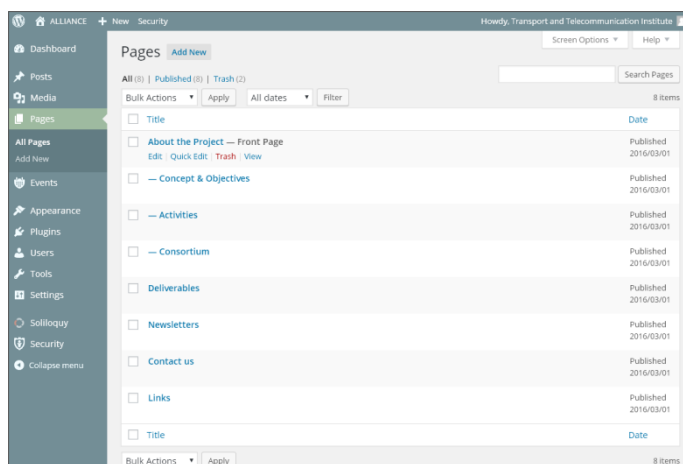 ALLIANCE + New Security Howdy, Transport and Telecommunication Institute
Screen Options ▼ Help ▼
Dashboard
Posts
Media
Pages
All Pages
Add New
Events
Appearance
Plugins
Users
Tools
Settings
Soliloquy
Security
Collapse menu
Pages Add New
All (8) | Published (8) | Trash (2)
Search Pages
Bulk Actions ▼ Apply All dates ▼ Filter 8 items
Title Date
About the Project — Front Page Published
Edit | Quick Edit | Trash | View 2016/03/01
— Concept & Objectives Published
2016/03/01
— Activities Published
2016/03/01
— Consortium Published
2016/03/01
Deliverables Published
2016/03/01
Newsletters Published
2016/03/01
Contact us Published
2016/03/01
Links Published
2016/03/01
Title Date
Bulk Actions ▼ Apply 8 items